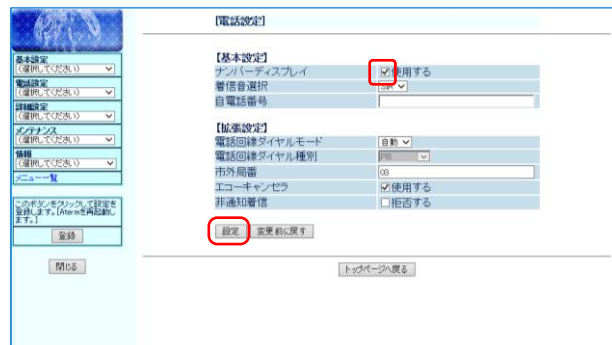 基本設定
(選択してください)
電話設定
(選択してください)
詳細設定
(選択してください)
メンテナンス
(選択してください)
情報
(選択してください)
メニュー一覧
このボタンをクリックして設定を
登録します。[Atermを再起動し
ます。]
登録
閉じる
[電話設定]
【基本設定】
ナンバーディスプレイ 使用する
着信音選択
自電話番号
【拡張設定】
電話回線ダイヤルモード 自動
電話回線ダイヤル種別 PB
市外局番 03
エコーキャンセラ 使用する
非通知着信 拒否する
設定 変更前に戻す
トップページへ戻る